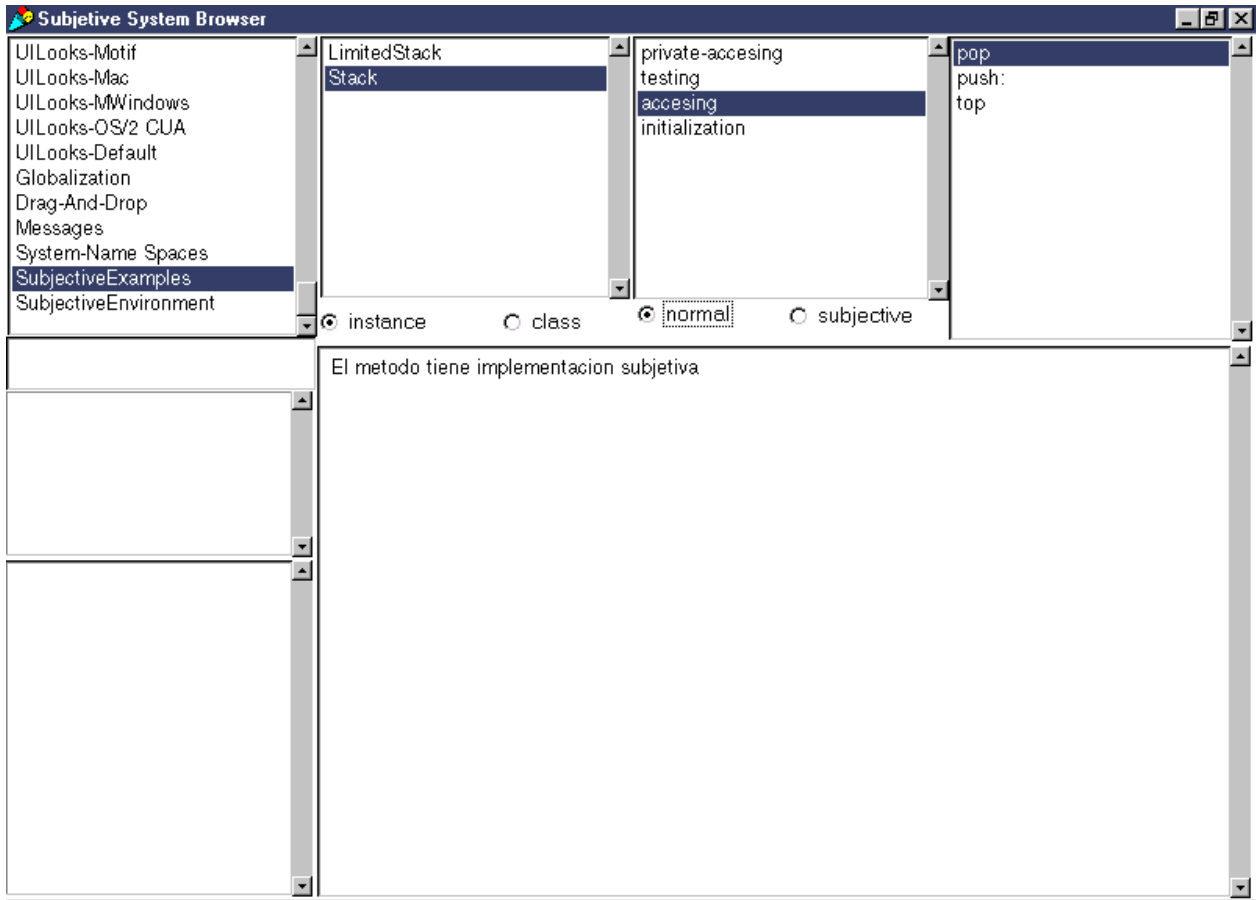 Subjetive System Browser
UILooks-Motif
UILooks-Mac
UILooks-MWindows
UILooks-OS/2 CUA
UILooks-Default
Globalization
Drag-And-Drop
Messages
System-Name Spaces
SubjectiveExamples
SubjectiveEnvironment
LimitedStack
Stack
instance
class
private-accesing
testing
accesing
initialization
normal
subjective
pop
push:
top
El metodo tiene implementacion subjetiva